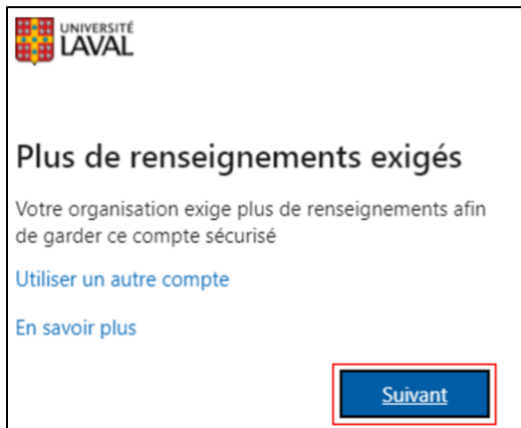 UNIVERSITÉ
LAVAL
Plus de renseignements exigés
Votre organisation exige plus de renseignements afin
de garder ce compte sécurisé
Utiliser un autre compte
En savoir plus
Suivant